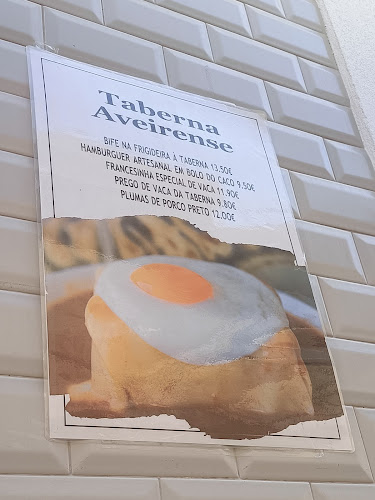 Taberna
Aveirense
BIFE NA FRIGIDEIRA À TABERNA 13.50€
HAMBURGUER ARTESANAL EM BOLO DO CACO 9.50€
FRANCESINHA ESPECIAL DE VACA 11.90€
PREGO DE VACA DA TABERNA 9.80€
PLUMAS DE PORCO PRETO 12.00€